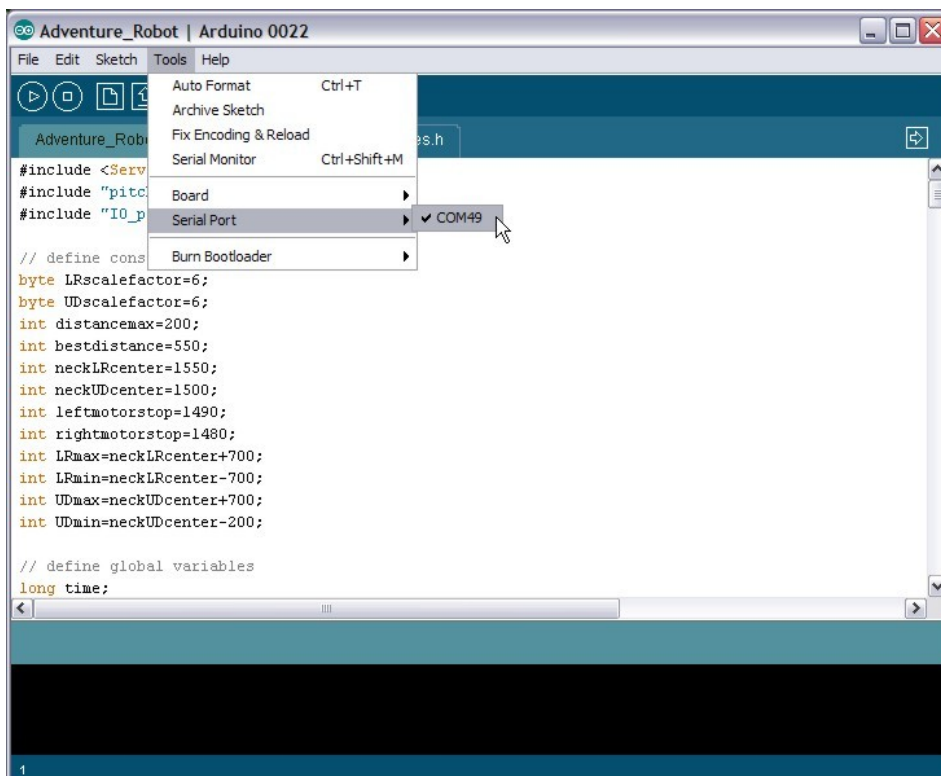 Adventure_Robot | Arduino 0022
File Edit Sketch Tools Help
Auto Format Ctrl+T
Archive Sketch
Fix Encoding & Reload
Serial Monitor Ctrl+Shift+M
Board
Serial Port
COM49
Burn Bootloader
Adventure_Rob
es.h
#include <Serv
#include "pitc
#include "IO_p
// define cons
byte LRscalefactor=6;
byte UDscalefactor=6;
int distancemax=200;
int bestdistance=550;
int neckLRcenter=1550;
int neckUDcenter=1500;
int leftmotorstop=1490;
int rightmotorstop=1480;
int LRmax=neckLRcenter+700;
int LRmin=neckLRcenter-700;
int UDmax=neckUDcenter+700;
int UDmin=neckUDcenter-200;
// define global variables
long time;
1